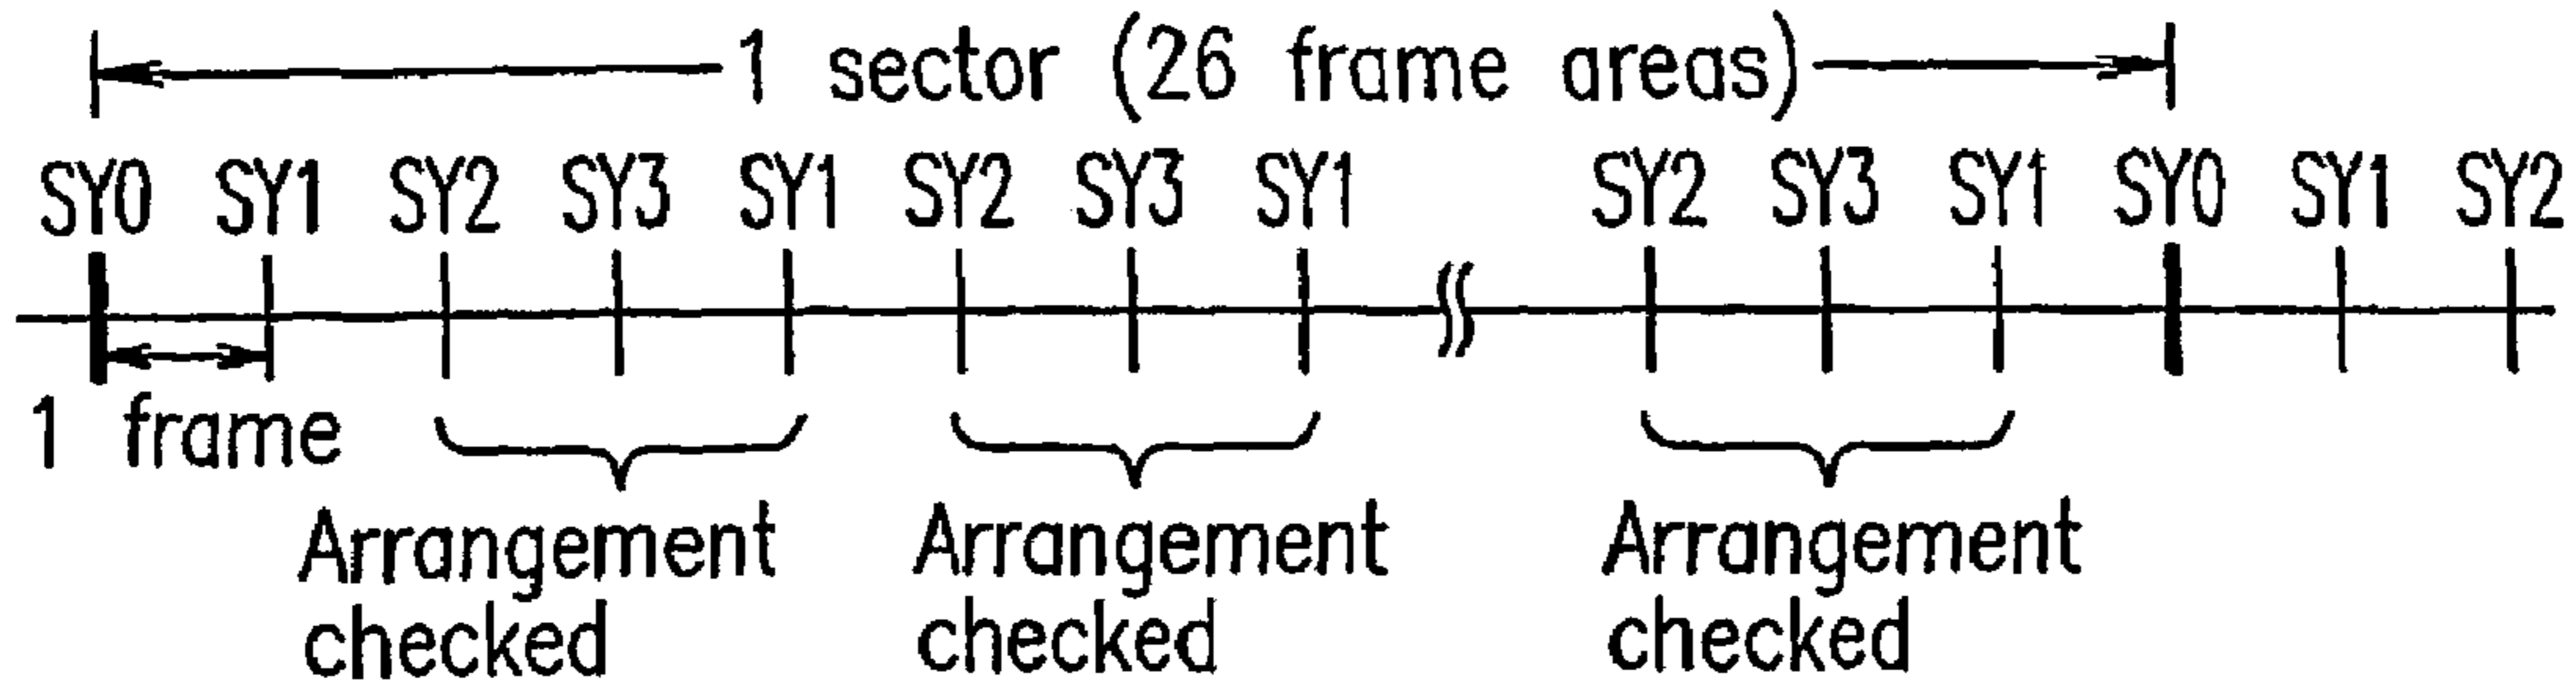 1 sector (26 frame areas)
SY0 SY1 SY2 SY3 SY1 SY2 SY3 SY1 SY2 SY3 SY1 SY0 SY1 SY2
1 frame
Arrangement checked
Arrangement checked
Arrangement checked